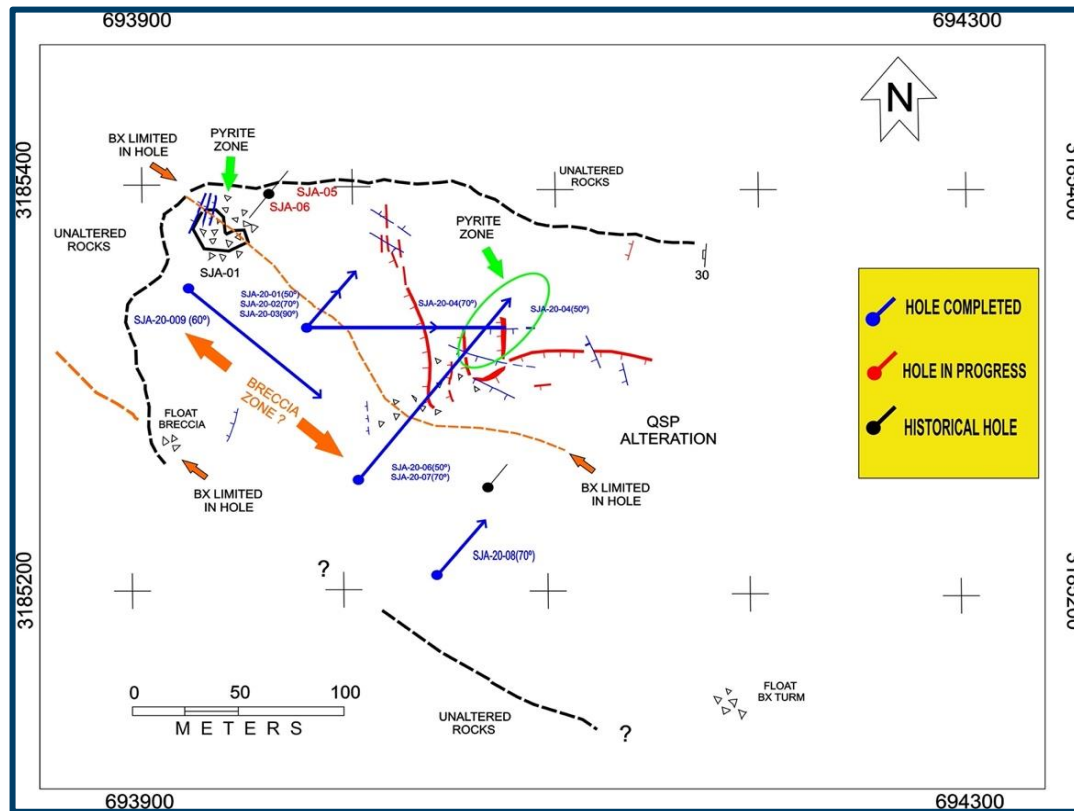 693900
694300
N
3185400
3185400
BX LIMITED
IN HOLE
PYRITE
ZONE
SJA-05
SJA-06
UNALTERED
ROCKS
UNALTERED
ROCKS
PYRITE
ZONE
SJA-01
30
SJA-20-009 (60º)
SJA-20-01(50º)
SJA-20-02(70º)
SJA-20-03(90º)
SJA-20-04(70º)
SJA-20-04(50º)
HOLE COMPLETED
HOLE IN PROGRESS
HISTORICAL HOLE
BRECCIA
ZONE ?
FLOAT
BRECCIA
QSP
ALTERATION
SJA-20-06(50º)
SJA-20-07(70º)
BX LIMITED
IN HOLE
BX LIMITED
IN HOLE
SJA-20-08(70º)
?
3185200
3185200
0 50 100
METERS
UNALTERED
ROCKS
?
FLOAT
BX TURM
693900
694300